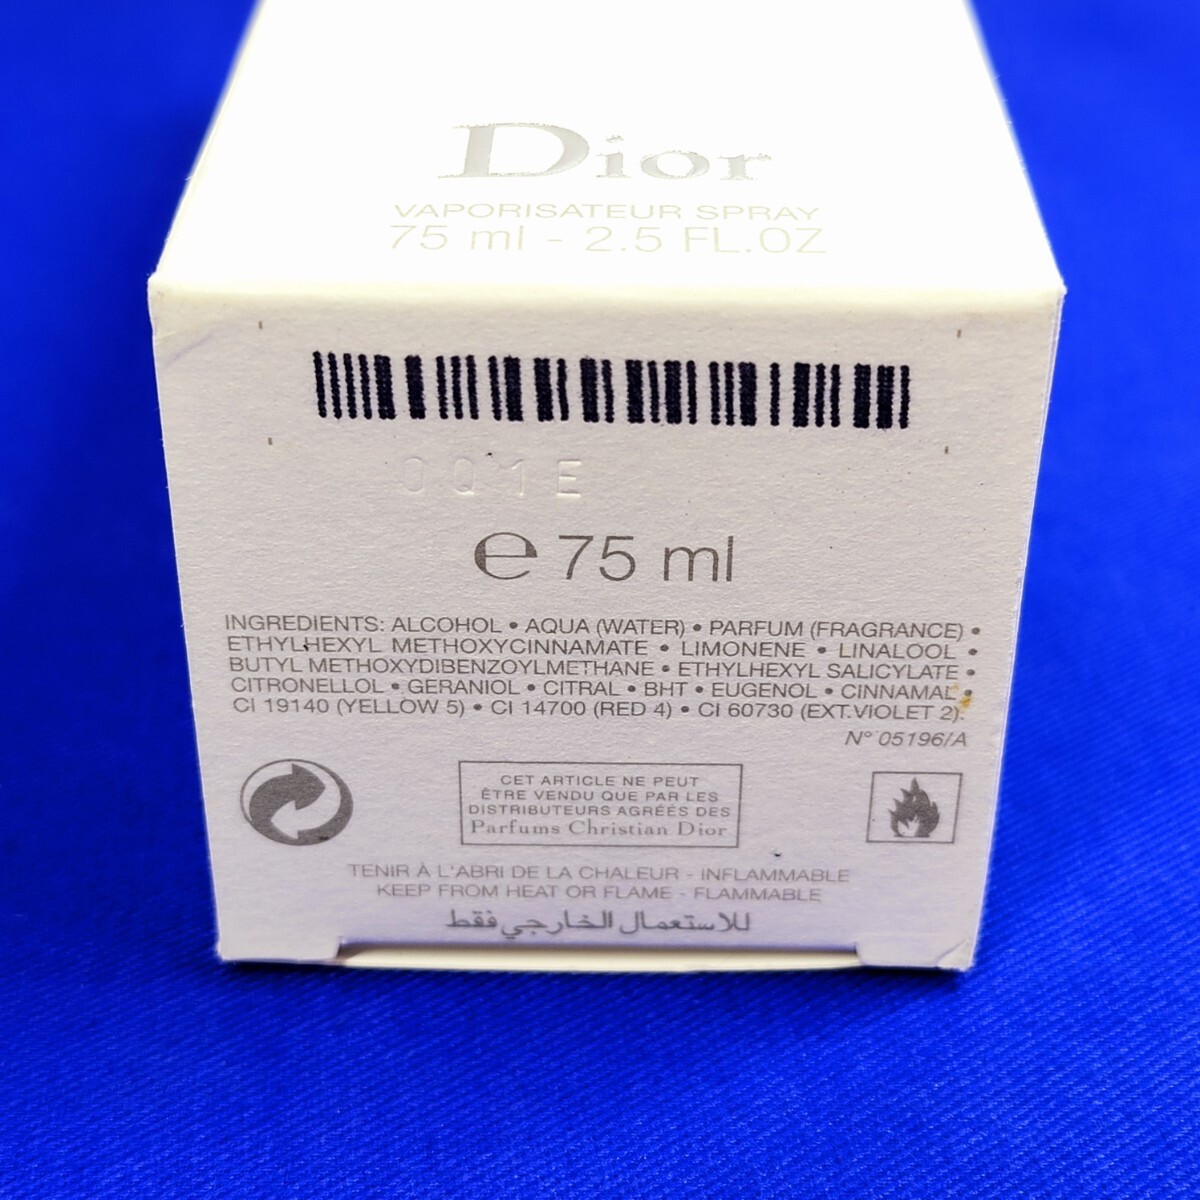 Dior
VAPORISATEUR SPRAY
75 ml - 2.5 FL.OZ
0Q1E
e 75 ml
INGREDIENTS: ALCOHOL • AQUA (WATER) • PARFUM (FRAGRANCE) •
ETHYLHEXYL METHOXYCINNAMATE • LIMONENE • LINALOOL •
BUTYL METHOXYDIBENZOYLMETHANE • ETHYLHEXYL SALICYLATE •
CITRONELLOL • GERANIOL • CITRAL • BHT • EUGENOL • CINNAMAL •
CI 19140 (YELLOW 5) • CI 14700 (RED 4) • CI 60730 (EXT.VIOLET 2).
N° 05196/A
CET ARTICLE NE PEUT
ÊTRE VENDU QUE PAR LES
DISTRIBUTEURS AGRÉÉS DES
Parfums Christian Dior
TENIR À L'ABRI DE LA CHALEUR - INFLAMMABLE
KEEP FROM HEAT OR FLAME - FLAMMABLE
للاستعمال الخارجي فقط